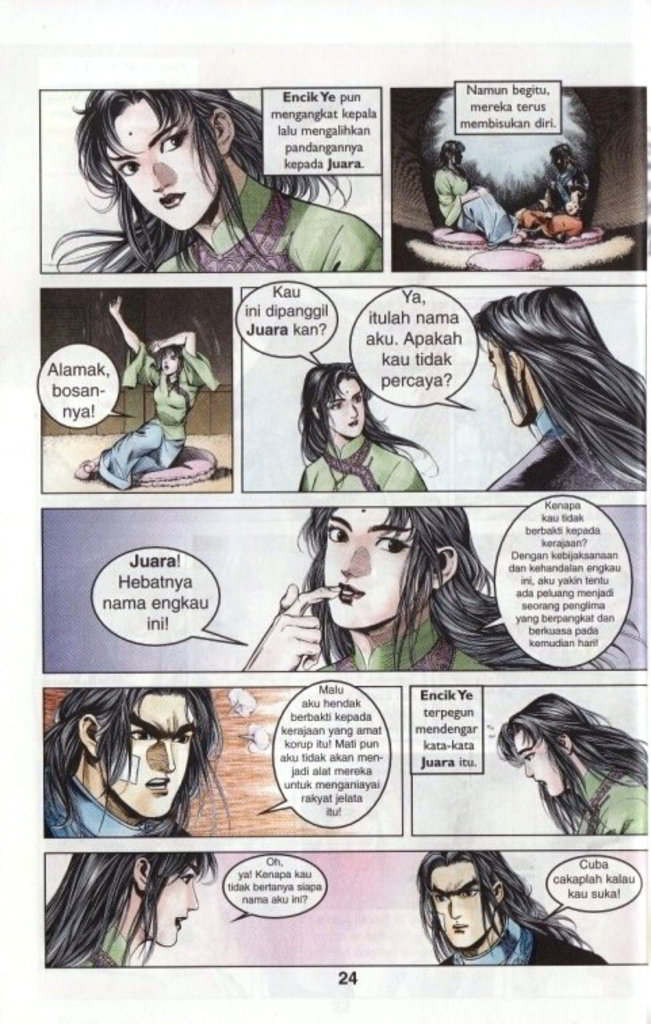 Encik Ye pun
mengangkat kepala
lalu mengalihkan
pandangannya
kepada Juara.
Namun begitu,
mereka terus
membisukan diri.
Alamak,
bosan-
nya!
Kau
ini dipanggil
Juara kan?
Ya,
itulah nama
aku. Apakah
kau tidak
percaya?
Juara!
Hebatnya
nama engkau
ini!
Kenapa
kau tidak
berbakti kepada
kerajaan?
Dengan kebijaksanaan
dan kehandalan engkau
ini, aku yakin tentu
ada peluang menjadi
seorang penglima
yang berpangkat dan
berkuasa pada
kemudian hari!
Malu
aku hendak
berbakti kepada
kerajaan yang amat
korup itu! Mati pun
aku tidak akan men-
jadi alat mereka
untuk menganiayai
rakyat jelata
itu!
Encik Ye
terpegun
mendengar
kata-kata
Juara itu.
Oh,
ya! Kenapa kau
tidak bertanya siapa
nama aku ini?
Cuba
cakaplah kalau
kau suka!
24